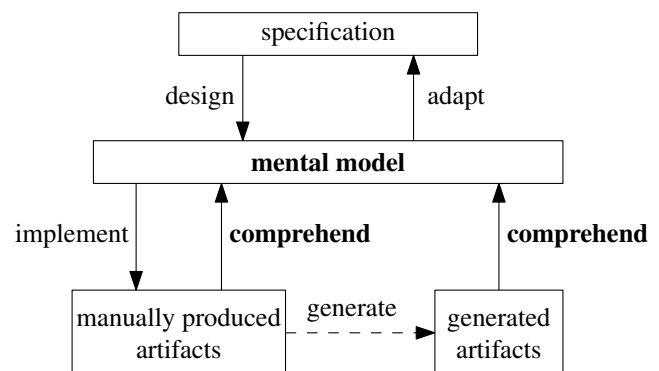 specification
design
adapt
mental model
implement
comprehend
comprehend
manually produced
artifacts
generate
generated
artifacts